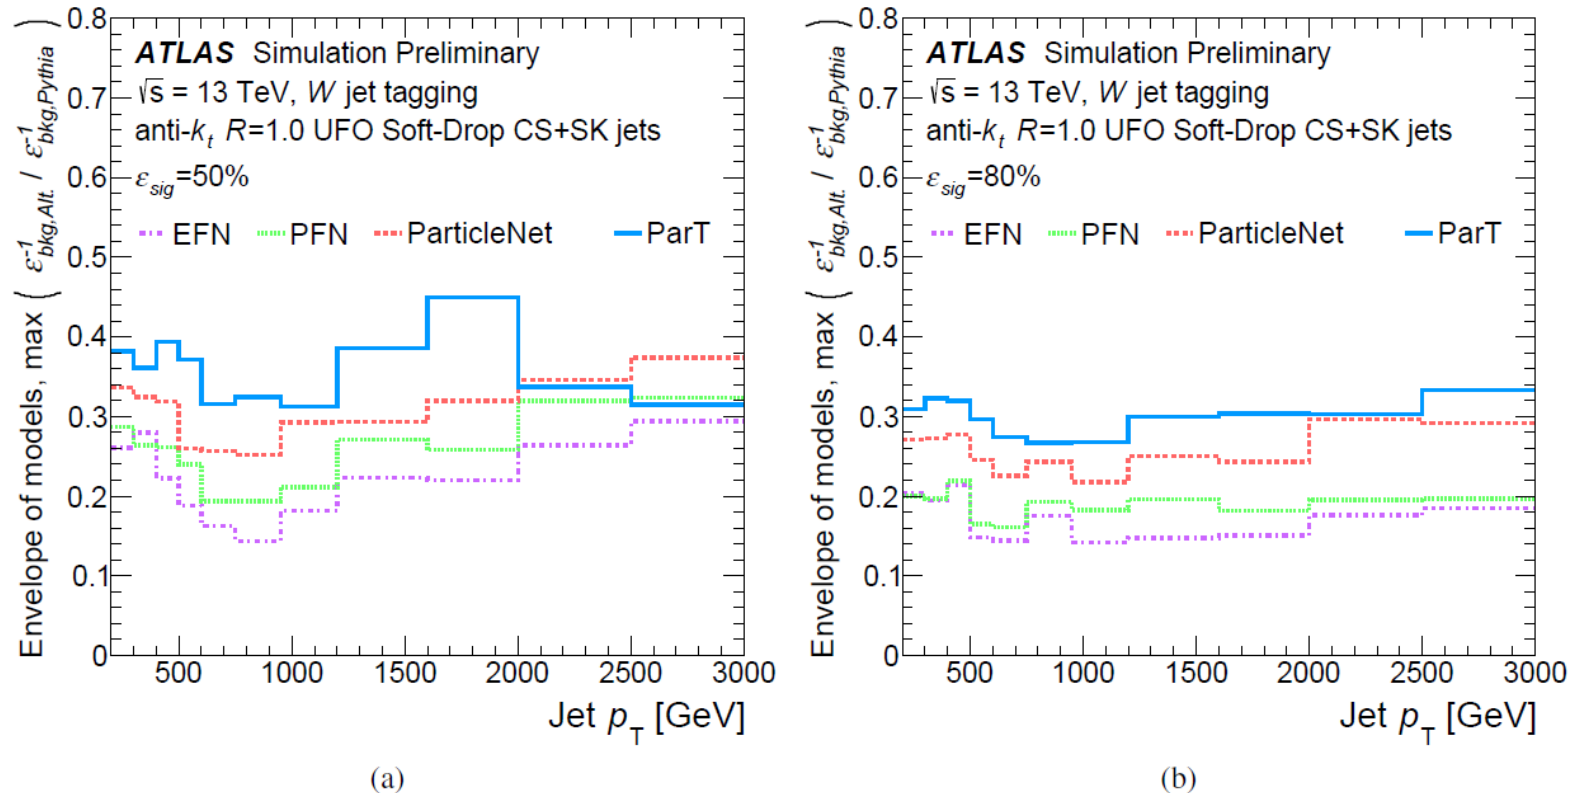 ATLAS Simulation Preliminary
√s = 13 TeV, W jet tagging
anti-kₜ R=1.0 UFO Soft-Drop CS+SK jets
εsig=50%
EFN PFN ParticleNet ParT
Envelope of models, max ( ε⁻¹bkg,Alt. / ε⁻¹bkg,Pythia )
0.8
0.7
0.6
0.5
0.4
0.3
0.2
0.1
0
500 1000 1500 2000 2500 3000
Jet pT [GeV]
(a)
ATLAS Simulation Preliminary
√s = 13 TeV, W jet tagging
anti-kₜ R=1.0 UFO Soft-Drop CS+SK jets
εsig=80%
EFN PFN ParticleNet ParT
Envelope of models, max ( ε⁻¹bkg,Alt. / ε⁻¹bkg,Pythia )
0.8
0.7
0.6
0.5
0.4
0.3
0.2
0.1
0
500 1000 1500 2000 2500 3000
Jet pT [GeV]
(b)